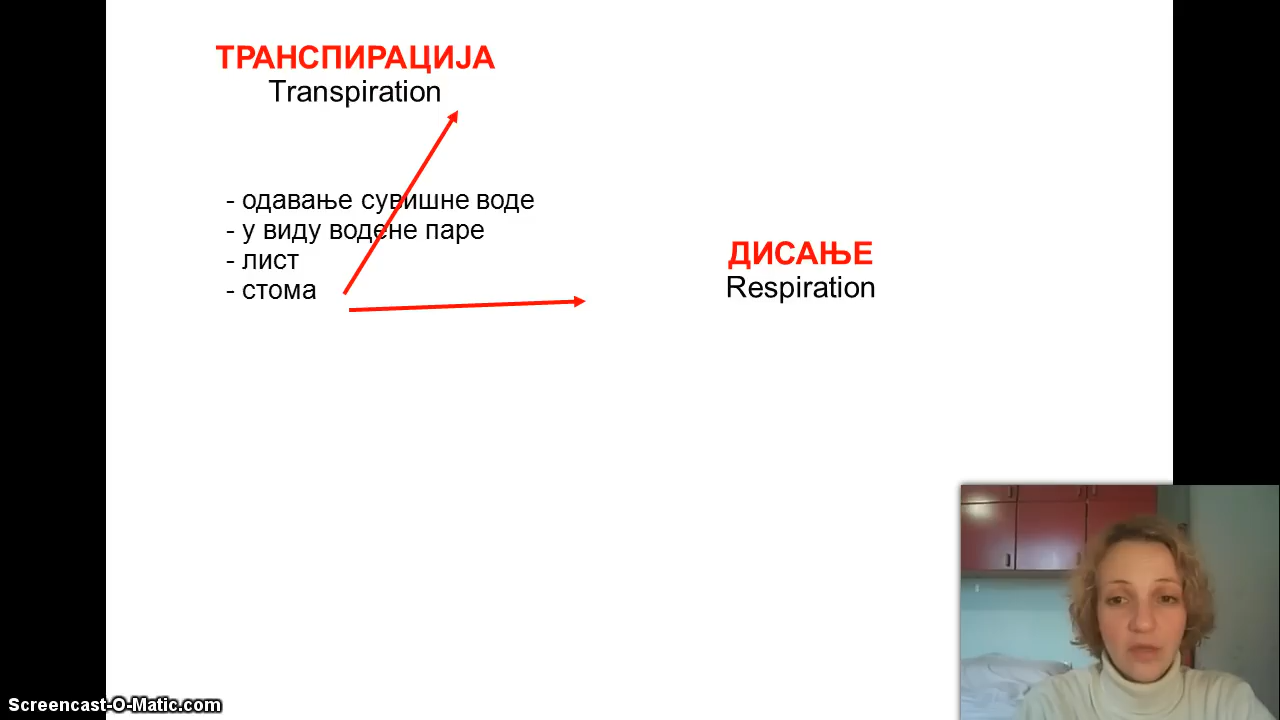 ТРАНСПИРАЦИЈА
Transpiration
- одавање сувишне воде
- у виду водене паре
- лист
- стома
ДИСАЊЕ
Respiration
Screencast-O-Matic.com